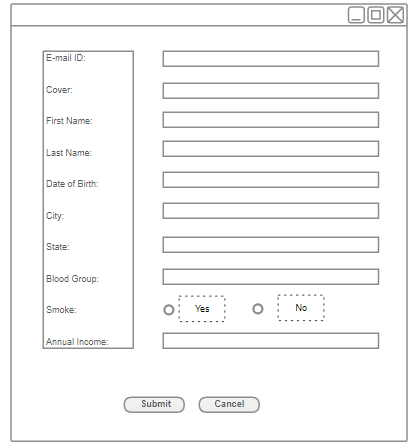 E-mail ID:
Cover:
First Name:
Last Name:
Date of Birth:
City:
State:
Blood Group:
Smoke: Yes No
Annual Income:
Submit Cancel